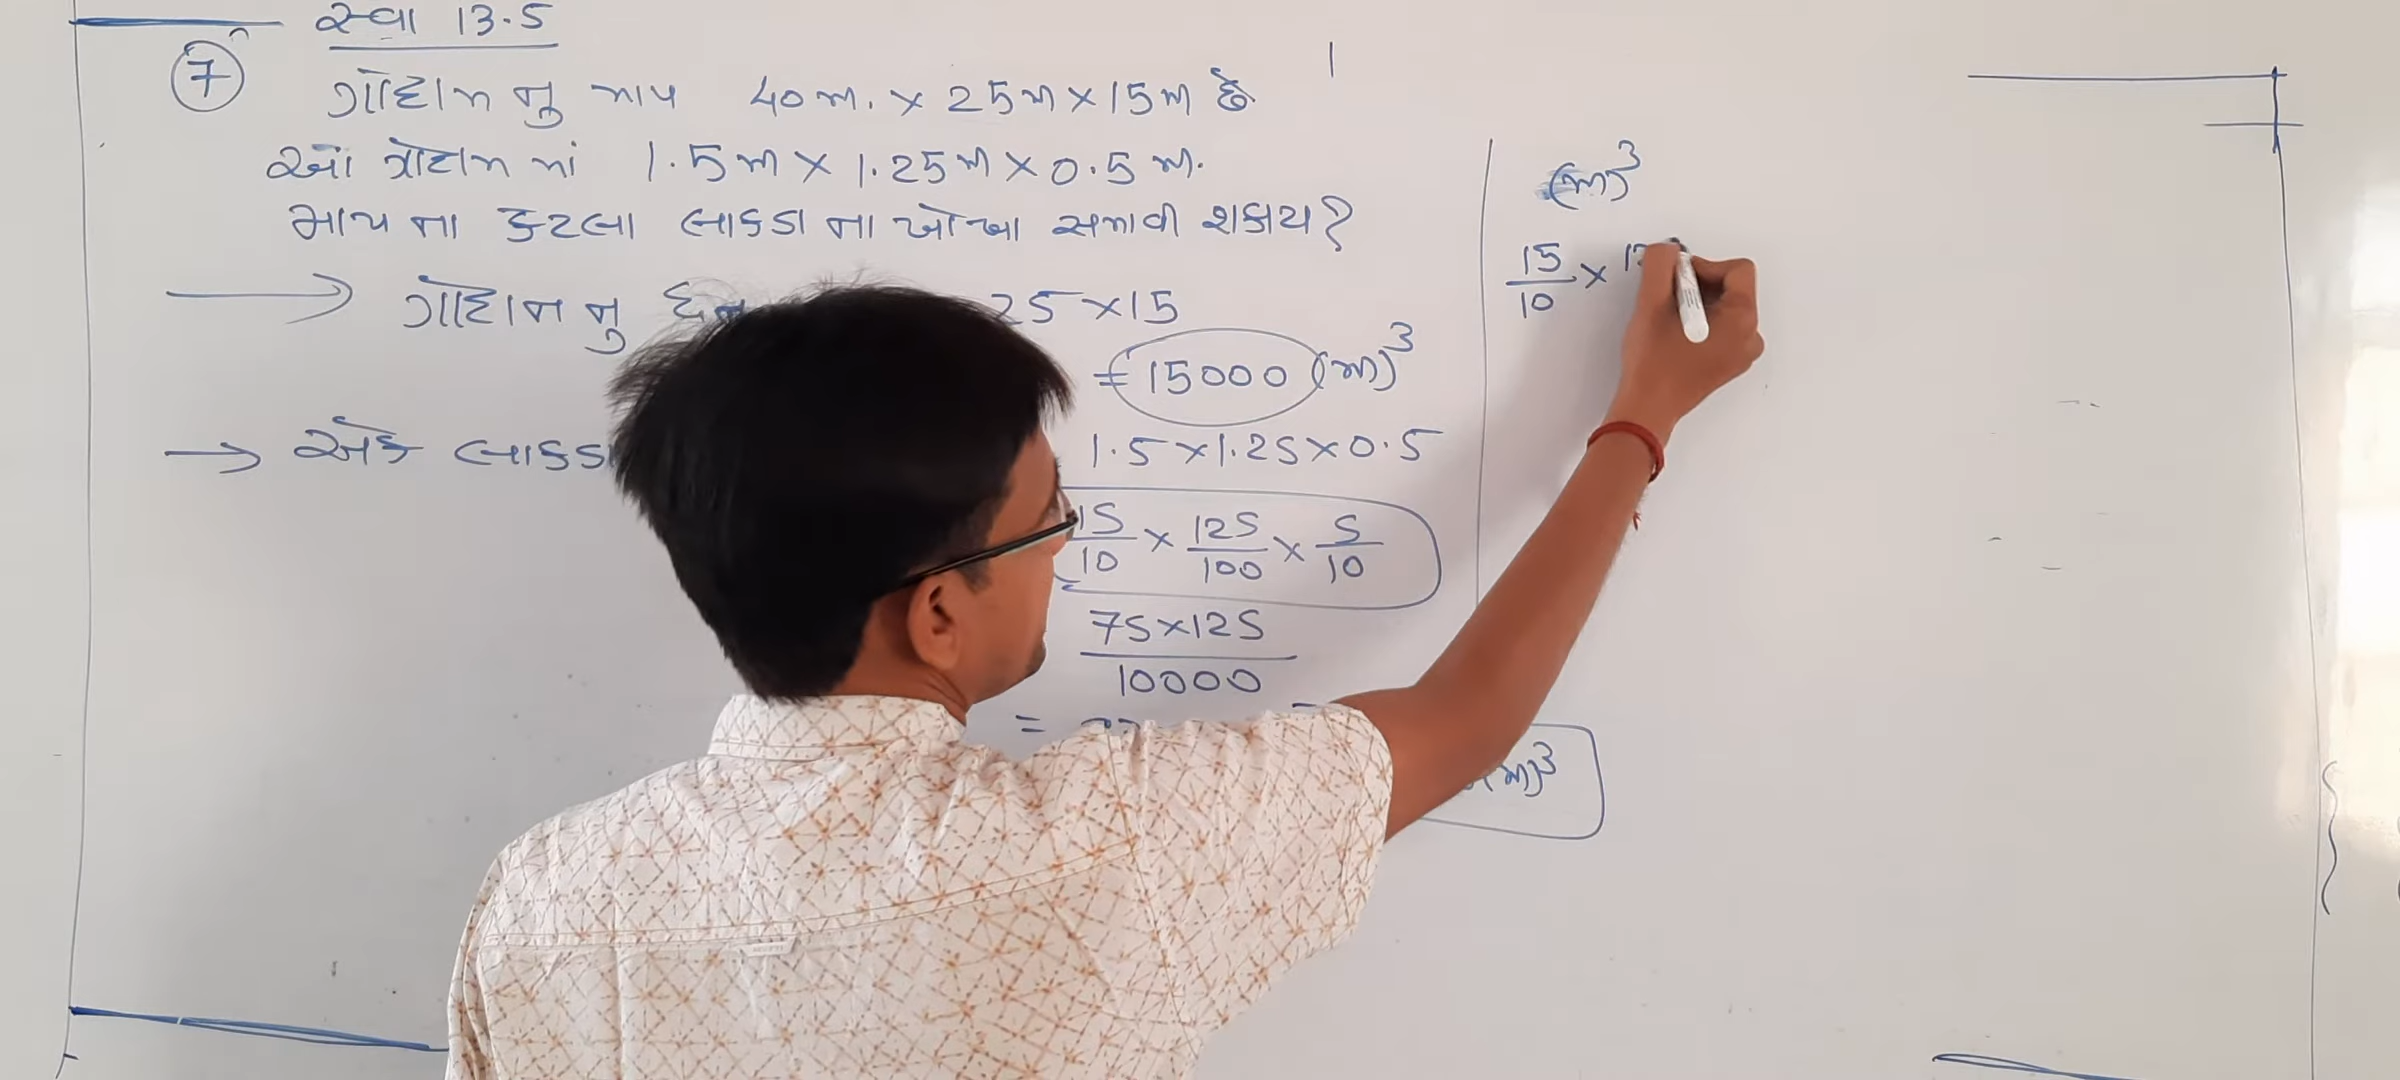 સ્વા 13.5
7
ગોદામ નુ માપ 40 મી. × 25 મી × 15 મી છે.
આ ગોદામ માં 1.5 મી × 1.25 મી × 0.5 મી.
માપ ના કેટલા લાકડા ના ખોખા સમાવી શકાય?
ગોદામ નુ ઘન 25 × 15
= 15000 (મી)³
→ એક લાકડા 1.5 × 1.25 × 0.5
15/10 × 125/100 × 5/10
75 × 125 / 10000
=
(મી)³
(મી)³
15/10 ×